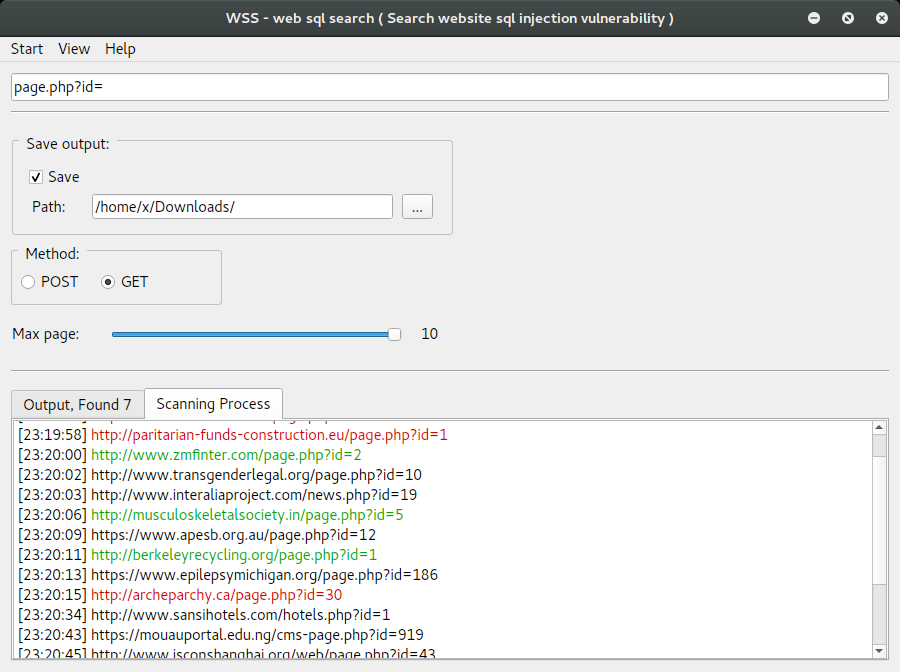 WSS - web sql search ( Search website sql injection vulnerability )
Start View Help
page.php?id=
Save output:
Save
Path: /home/x/Downloads/ ...
Method:
POST GET
Max page: 10
Output, Found 7 Scanning Process
[23:19:58] http://paritarian-funds-construction.eu/page.php?id=1
[23:20:00] http://www.zmfinter.com/page.php?id=2
[23:20:02] http://www.transgenderlegal.org/page.php?id=10
[23:20:03] http://www.interaliaproject.com/news.php?id=19
[23:20:06] http://musculoskeletalsociety.in/page.php?id=5
[23:20:09] https://www.apesb.org.au/page.php?id=12
[23:20:11] http://berkeleyrecycling.org/page.php?id=1
[23:20:13] https://www.epilepsymichigan.org/page.php?id=186
[23:20:15] http://archeparchy.ca/page.php?id=30
[23:20:34] http://www.sansihotels.com/hotels.php?id=1
[23:20:43] https://mouauportal.edu.ng/cms-page.php?id=919
[23:20:45] http://www.isconshanghai.org/web/page.php?id=43